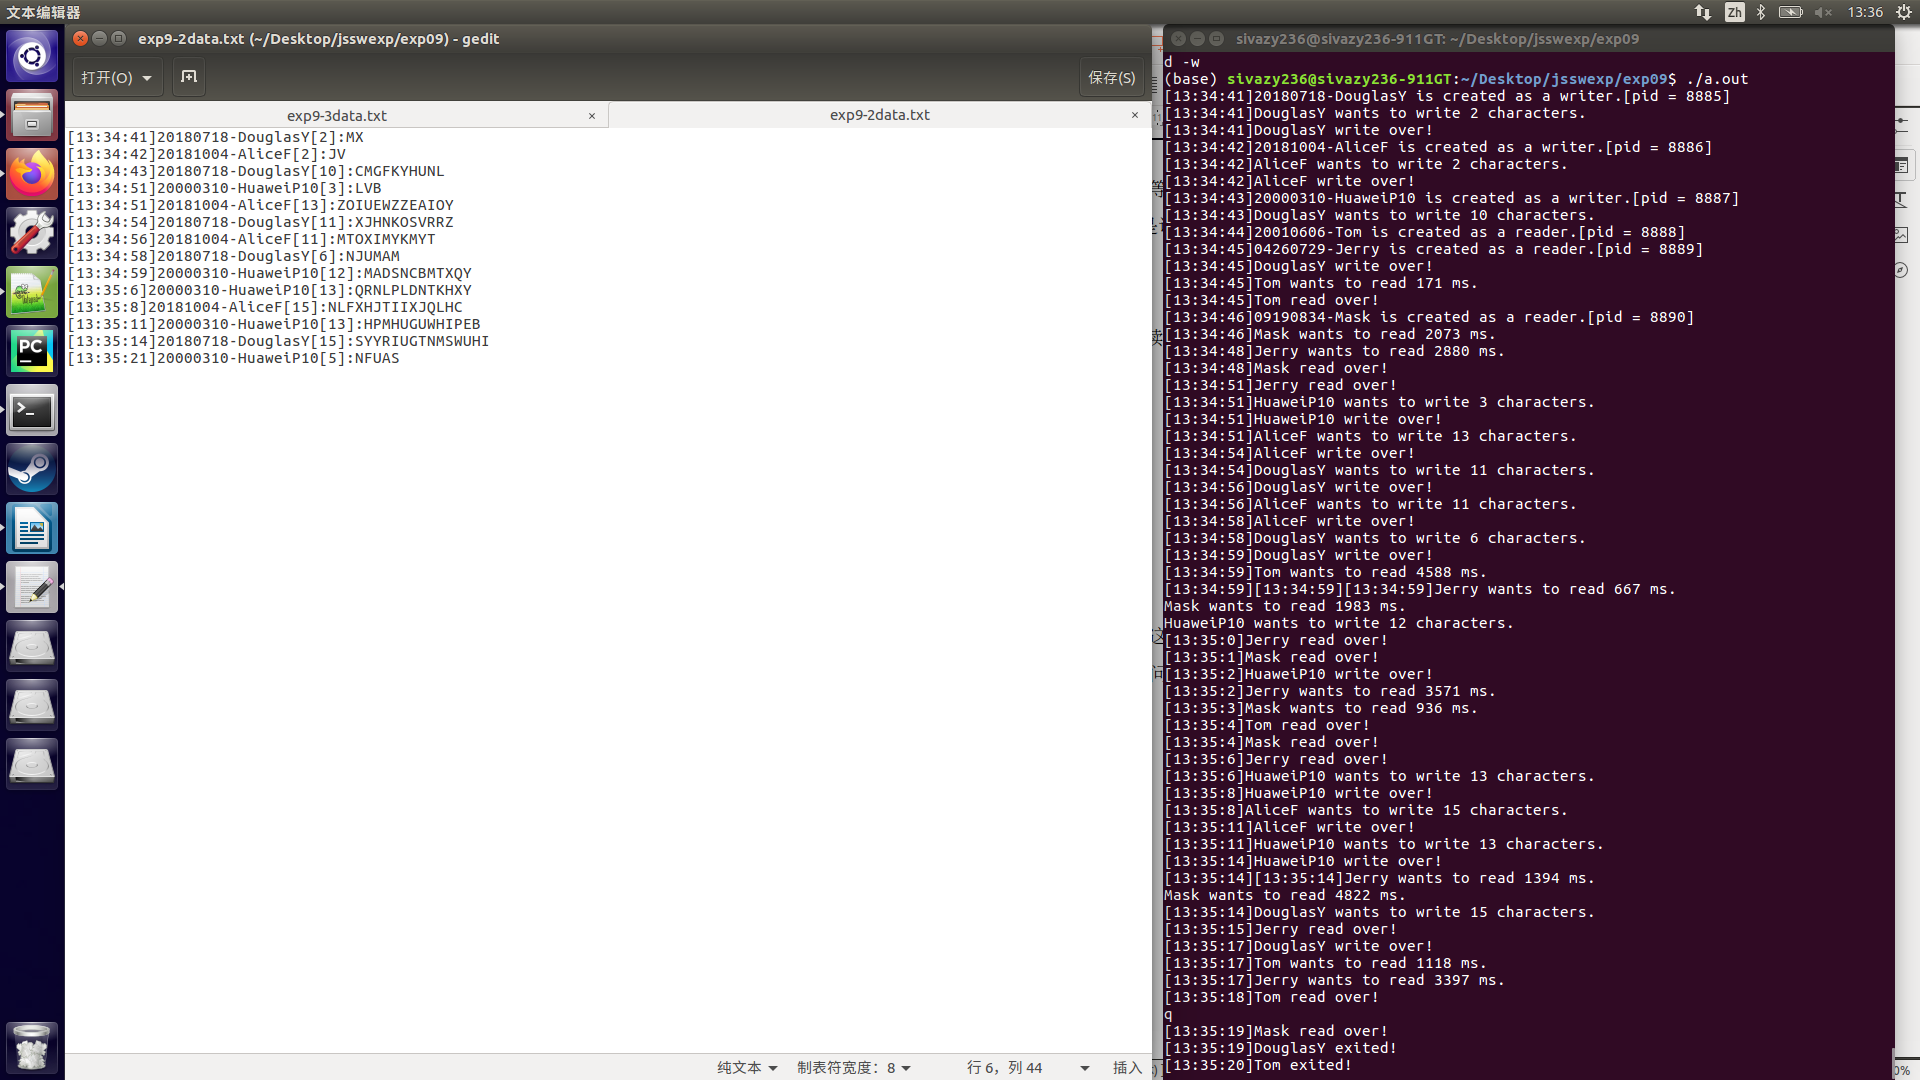 文本编辑器
Zh
13:36
exp9-2data.txt (~/Desktop/jsswexp/exp09) - gedit
打开(O)
保存(S)
exp9-3data.txt ×
exp9-2data.txt ×
[13:34:41]20180718-DouglasY[2]:MX
[13:34:42]20181004-AliceF[2]:JV
[13:34:43]20180718-DouglasY[10]:CMGFKYHUNL
[13:34:51]20000310-HuaweiP10[3]:LVB
[13:34:51]20181004-AliceF[13]:ZOIUEWZZEAIOY
[13:34:54]20180718-DouglasY[11]:XJHNKOSVRRZ
[13:34:56]20181004-AliceF[11]:MTOXIMYKMYT
[13:34:58]20180718-DouglasY[6]:NJUMAM
[13:34:59]20000310-HuaweiP10[12]:MADSNCBMTXQY
[13:35:6]20000310-HuaweiP10[13]:QRNLPLDNTKHXY
[13:35:8]20181004-AliceF[15]:NLFXHJTIIXJQLHC
[13:35:11]20000310-HuaweiP10[13]:HPMHUGUWHIPEB
[13:35:14]20180718-DouglasY[15]:SYYRIUGTNMSWUHI
[13:35:21]20000310-HuaweiP10[5]:NFUAS
纯文本 制表符宽度: 8 行 6, 列 44 插入
sivazy236@sivazy236-911GT: ~/Desktop/jsswexp/exp09
d -w
(base) sivazy236@sivazy236-911GT:~/Desktop/jsswexp/exp09$ ./a.out
[13:34:41]20180718-DouglasY is created as a writer.[pid = 8885]
[13:34:41]DouglasY wants to write 2 characters.
[13:34:41]DouglasY write over!
[13:34:42]20181004-AliceF is created as a writer.[pid = 8886]
[13:34:42]AliceF wants to write 2 characters.
[13:34:42]AliceF write over!
[13:34:43]20000310-HuaweiP10 is created as a writer.[pid = 8887]
[13:34:43]DouglasY wants to write 10 characters.
[13:34:44]20010606-Tom is created as a reader.[pid = 8888]
[13:34:45]04260729-Jerry is created as a reader.[pid = 8889]
[13:34:45]DouglasY write over!
[13:34:45]Tom wants to read 171 ms.
[13:34:45]Tom read over!
[13:34:46]09190834-Mask is created as a reader.[pid = 8890]
[13:34:46]Mask wants to read 2073 ms.
[13:34:48]Jerry wants to read 2880 ms.
[13:34:48]Mask read over!
[13:34:51]Jerry read over!
[13:34:51]HuaweiP10 wants to write 3 characters.
[13:34:51]HuaweiP10 write over!
[13:34:51]AliceF wants to write 13 characters.
[13:34:54]AliceF write over!
[13:34:54]DouglasY wants to write 11 characters.
[13:34:56]DouglasY write over!
[13:34:56]AliceF wants to write 11 characters.
[13:34:58]AliceF write over!
[13:34:58]DouglasY wants to write 6 characters.
[13:34:59]DouglasY write over!
[13:34:59]Tom wants to read 4588 ms.
[13:34:59][13:34:59][13:34:59]Jerry wants to read 667 ms.
Mask wants to read 1983 ms.
HuaweiP10 wants to write 12 characters.
[13:35:0]Jerry read over!
[13:35:1]Mask read over!
[13:35:2]HuaweiP10 write over!
[13:35:2]Jerry wants to read 3571 ms.
[13:35:3]Mask wants to read 936 ms.
[13:35:4]Tom read over!
[13:35:4]Mask read over!
[13:35:6]Jerry read over!
[13:35:6]HuaweiP10 wants to write 13 characters.
[13:35:8]HuaweiP10 write over!
[13:35:8]AliceF wants to write 15 characters.
[13:35:11]AliceF write over!
[13:35:11]HuaweiP10 wants to write 13 characters.
[13:35:14]HuaweiP10 write over!
[13:35:14][13:35:14]Jerry wants to read 1394 ms.
Mask wants to read 4822 ms.
[13:35:14]DouglasY wants to write 15 characters.
[13:35:15]Jerry read over!
[13:35:17]DouglasY write over!
[13:35:17]Tom wants to read 1118 ms.
[13:35:17]Jerry wants to read 3397 ms.
[13:35:18]Tom read over!
q
[13:35:19]Mask read over!
[13:35:19]DouglasY exited!
[13:35:20]Tom exited!